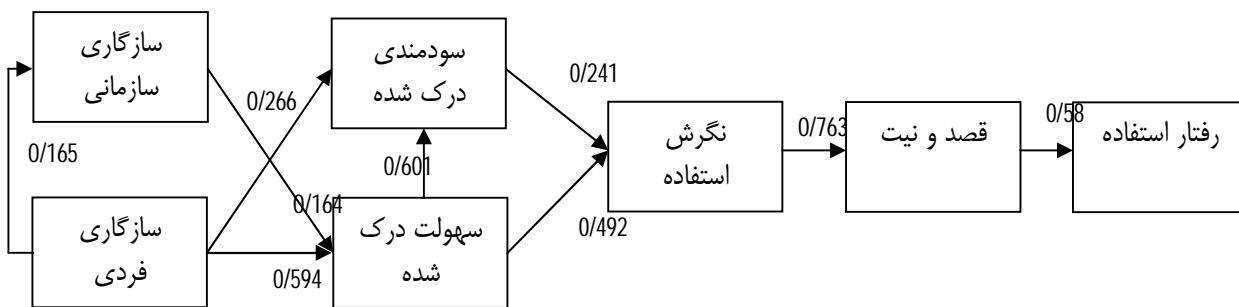 سازگاری
سازمانی
سودمندی
درک شده
نگرش
استفاده
قصد و نیت
رفتار استفاده
سازگاری
فردی
سهولت درک
شده
0/266
0/241
0/763
0/58
0/165
0/601
0/164
0/492
0/594